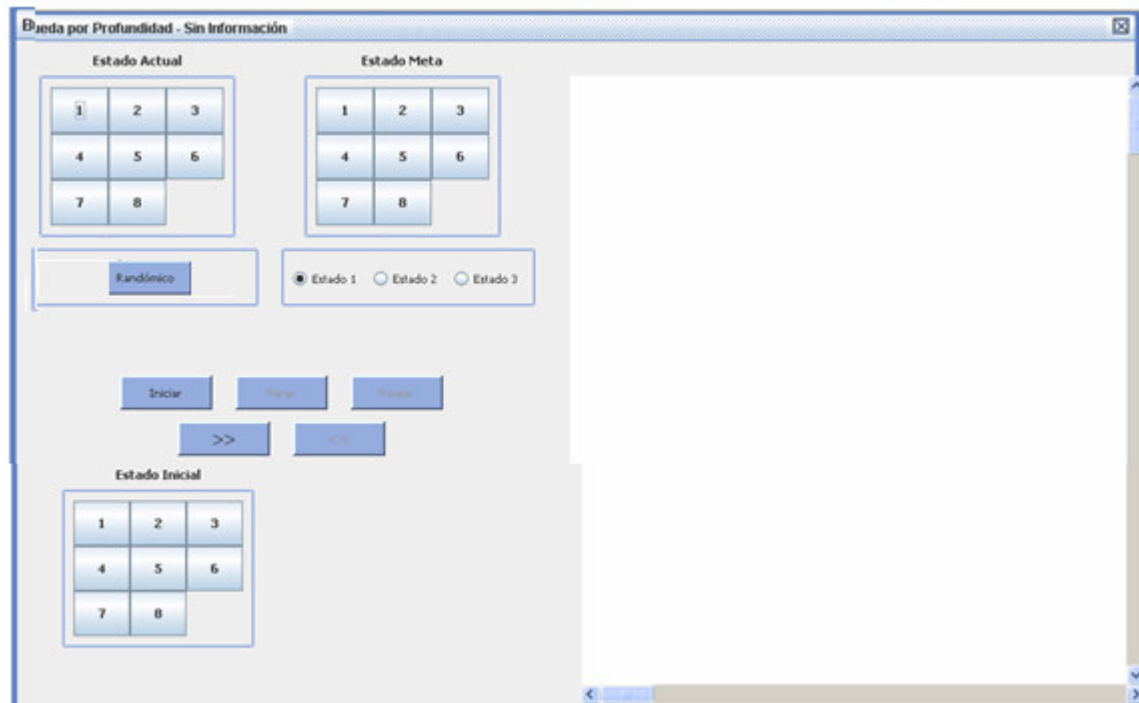 Bueda por Profundidad - Sin Información
Estado Actual
Estado Meta
1 2 3
4 5 6
7 8
1 2 3
4 5 6
7 8
Randómico
Estado 1 Estado 2 Estado 3
Iniciar
>> <<
Estado Inicial
1 2 3
4 5 6
7 8